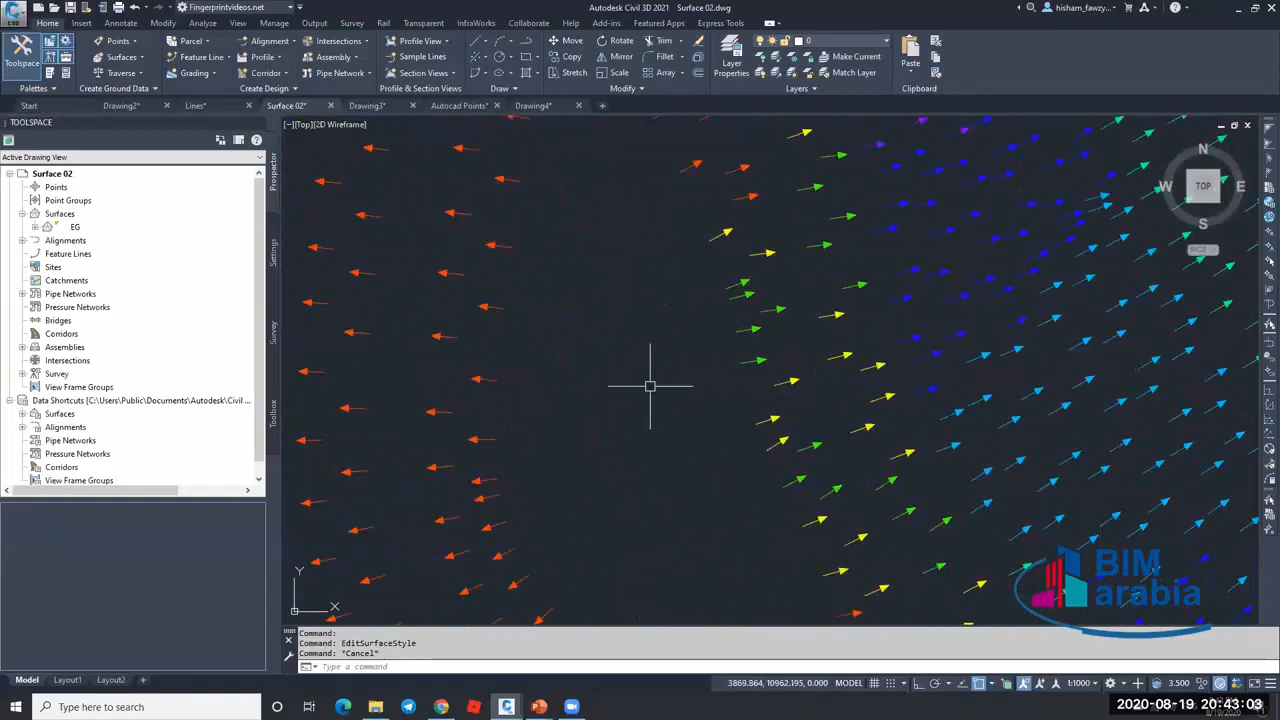 Fingerprintvideos.net
Autodesk Civil 3D 2021 Surface 02.dwg
hisham_fawzy...
C3D
Home Insert Annotate Modify Analyze View Manage Output Survey Rail Transparent InfraWorks Collaborate Help Add-ins Featured Apps Express Tools
Toolspace
Points
Surfaces
Traverse
Parcel
Feature Line
Grading
Alignment
Profile
Corridor
Intersections
Assembly
Pipe Network
Profile View
Sample Lines
Section Views
Move
Copy
Stretch
Rotate
Mirror
Scale
Trim
Fillet
Array
Layer Properties
0
Make Current
Match Layer
Paste
Palettes Create Ground Data Create Design Profile & Section Views Draw Modify Layers Clipboard
Start Drawing2* Lines* Surface 02* Drawing3* Autocad Points* Drawing4*
TOOLSPACE
Active Drawing View
Surface 02
Points
Point Groups
Surfaces
EG
Alignments
Feature Lines
Sites
Catchments
Pipe Networks
Pressure Networks
Bridges
Corridors
Assemblies
Intersections
Survey
View Frame Groups
Data Shortcuts [C:\Users\Public\Documents\Autodesk\Civil ...
Surfaces
Alignments
Pipe Networks
Pressure Networks
Corridors
View Frame Groups
Prospector
Settings
Survey
Toolbox
[−][Top][2D Wireframe]
N
W TOP E
S
WCS
Y
X
BIM
arabia
Command:
Command: EditSurfaceStyle
Command: *Cancel*
Type a command
Model Layout1 Layout2
3869.864, 10962.195, 0.000 MODEL 1:1000 3.500
Type here to search
2020-08-19 20:43:03